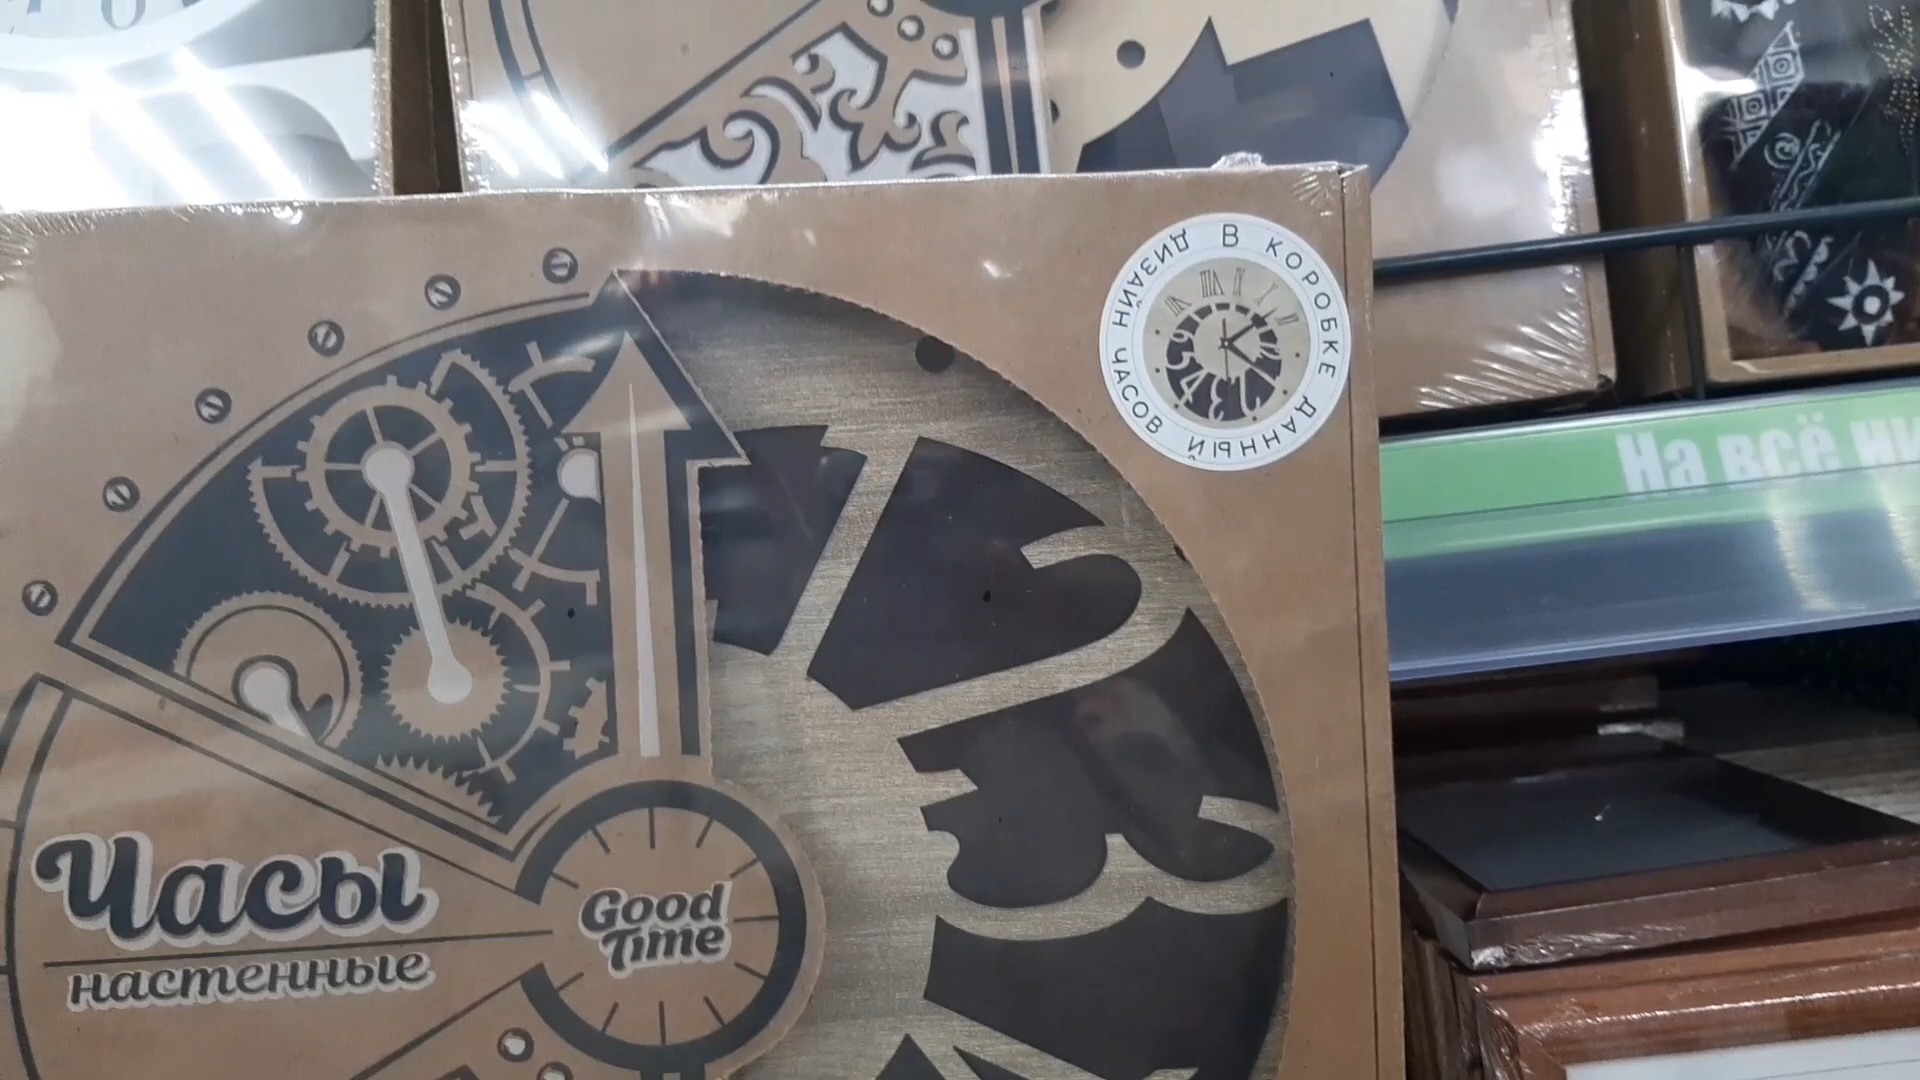 В КОРОБКЕ ДАННЫЙ ДИЗАЙН ЧАСОВ
На всё
Часы
настенные
Good
Time